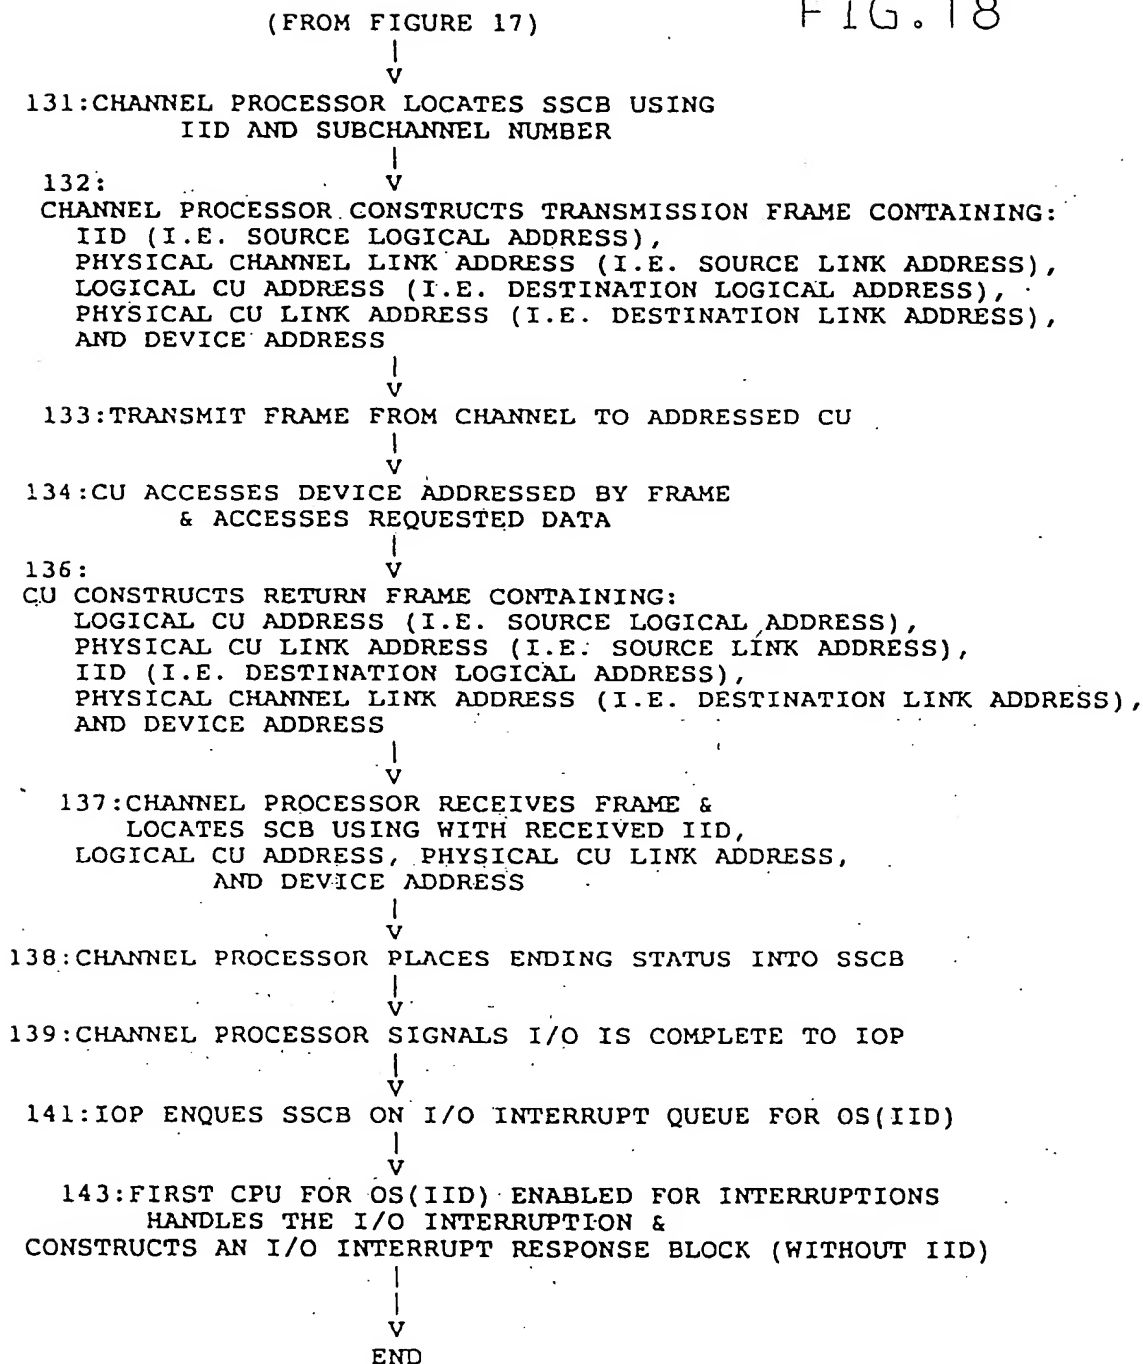 (FROM FIGURE 17)
FIG. 18
|
V
131:CHANNEL PROCESSOR LOCATES SSCB USING
IID AND SUBCHANNEL NUMBER
|
132: V
CHANNEL PROCESSOR CONSTRUCTS TRANSMISSION FRAME CONTAINING:
IID (I.E. SOURCE LOGICAL ADDRESS),
PHYSICAL CHANNEL LINK ADDRESS (I.E. SOURCE LINK ADDRESS),
LOGICAL CU ADDRESS (I.E. DESTINATION LOGICAL ADDRESS),
PHYSICAL CU LINK ADDRESS (I.E. DESTINATION LINK ADDRESS),
AND DEVICE ADDRESS
|
V
133:TRANSMIT FRAME FROM CHANNEL TO ADDRESSED CU
|
V
134:CU ACCESSES DEVICE ADDRESSED BY FRAME
& ACCESSES REQUESTED DATA
|
136: V
CU CONSTRUCTS RETURN FRAME CONTAINING:
LOGICAL CU ADDRESS (I.E. SOURCE LOGICAL ADDRESS),
PHYSICAL CU LINK ADDRESS (I.E. SOURCE LINK ADDRESS),
IID (I.E. DESTINATION LOGICAL ADDRESS),
PHYSICAL CHANNEL LINK ADDRESS (I.E. DESTINATION LINK ADDRESS),
AND DEVICE ADDRESS
|
V
137:CHANNEL PROCESSOR RECEIVES FRAME &
LOCATES SCB USING WITH RECEIVED IID,
LOGICAL CU ADDRESS, PHYSICAL CU LINK ADDRESS,
AND DEVICE ADDRESS
|
V
138:CHANNEL PROCESSOR PLACES ENDING STATUS INTO SSCB
|
V
139:CHANNEL PROCESSOR SIGNALS I/O IS COMPLETE TO IOP
|
V
141:IOP ENQUES SSCB ON I/O INTERRUPT QUEUE FOR OS(IID)
|
V
143:FIRST CPU FOR OS(IID) ENABLED FOR INTERRUPTIONS
HANDLES THE I/O INTERRUPTION &
CONSTRUCTS AN I/O INTERRUPT RESPONSE BLOCK (WITHOUT IID)
|
|
V
END